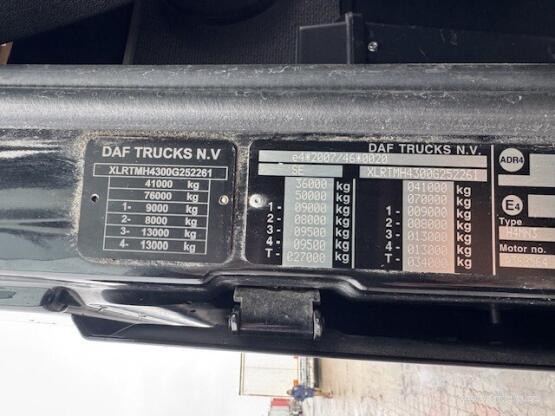 DAF TRUCKS N.V
XLRTMH4300G252261
41000 kg
76000 kg
1- 9000 kg
2- 8000 kg
3- 13000 kg
4- 13000 kg
DAF TRUCKS N.V.
e4*2007/46*0020
SE XLRTMH4300G252261
36000 kg 041000 kg
50000 kg 070000 kg
1 - 09000 kg 1 - 009000 kg
2 - 08000 kg 2 - 008000 kg
3 - 09500 kg 3 - 013000 kg
4 - 09500 kg 4 - 013000 kg
T - 027000 kg T - 034000 kg
ADR4
E4
Type
H4MN3
Motor no.